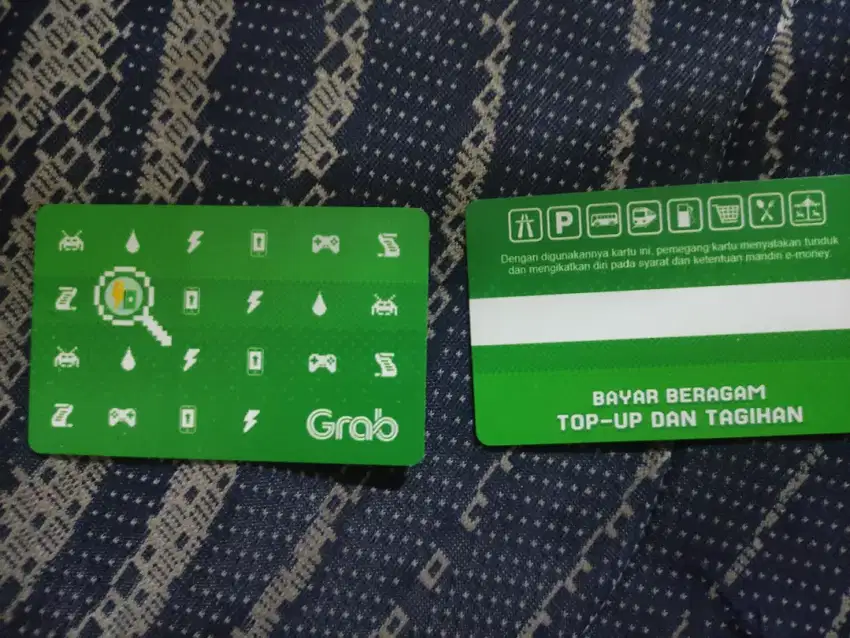 Grab
P
Dengan digunakannya kartu ini, pemegang kartu menyatakan tunduk
dan mengikatkan diri pada syarat dan ketentuan mandiri e-money.
BAYAR BERAGAM
TOP-UP DAN TAGIHAN